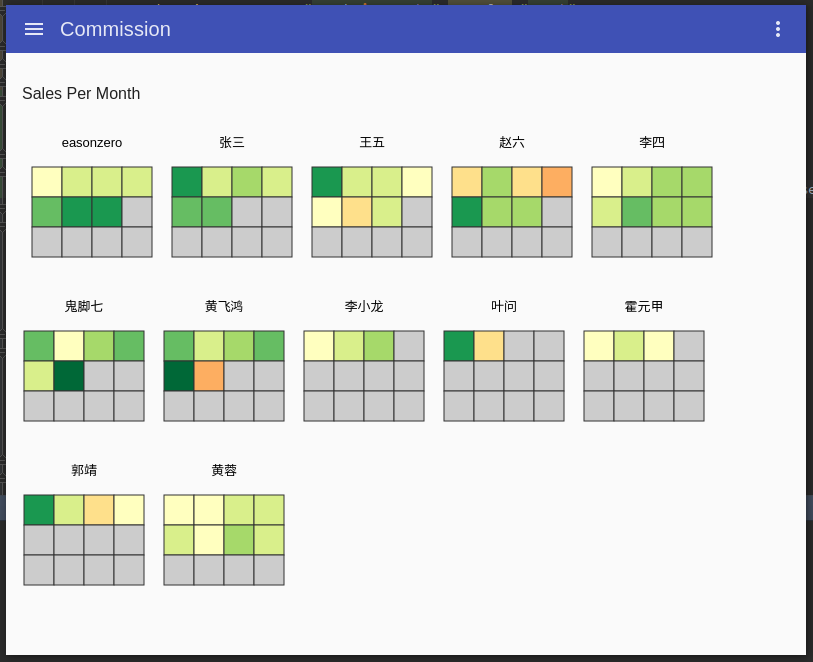 Commission
Sales Per Month
easonzero
张三
王五
赵六
李四
鬼脚七
黄飞鸿
李小龙
叶问
霍元甲
郭靖
黄蓉